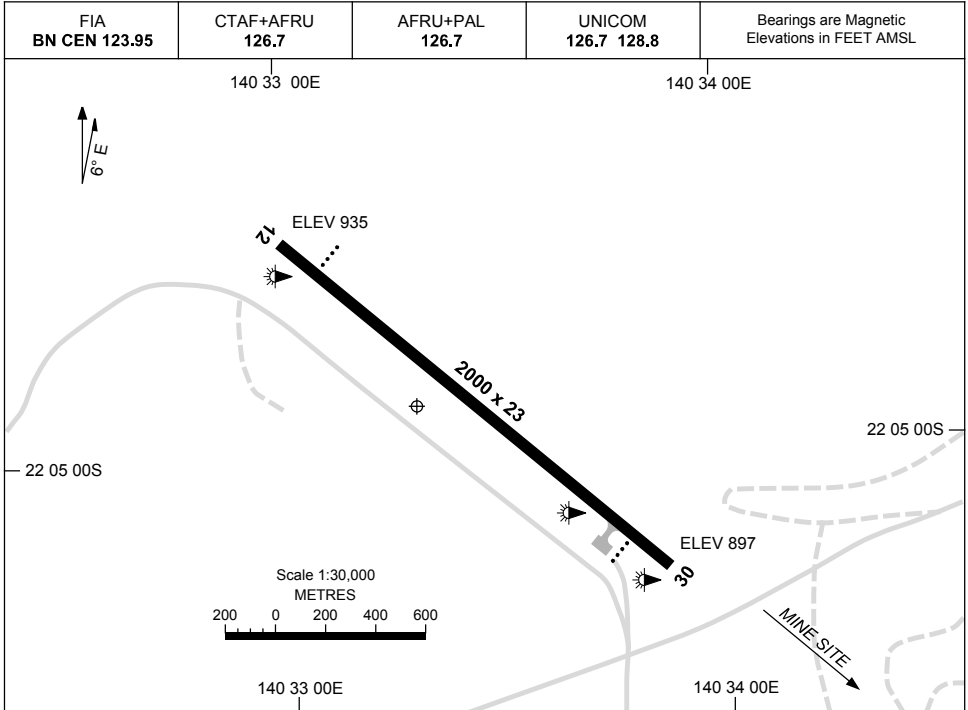 FIA
BN CEN 123.95
CTAF+AFRU
126.7
AFRU+PAL
126.7
UNICOM
126.7 128.8
Bearings are Magnetic
Elevations in FEET AMSL
140 33 00E
140 34 00E
6° E
12
ELEV 935
2000 x 23
22 05 00S
22 05 00S
ELEV 897
30
Scale 1:30,000
METRES
200 0 200 400 600
MINE SITE
140 33 00E
140 34 00E